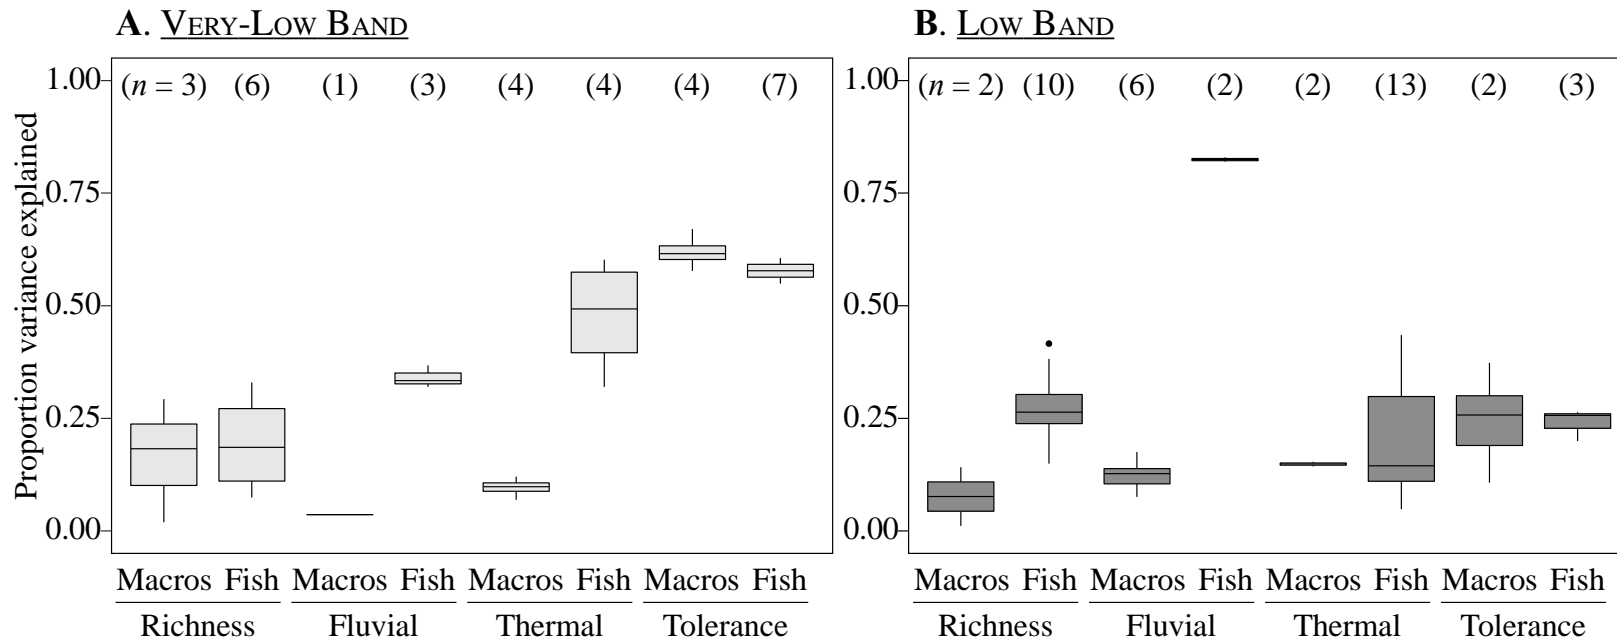 A. VERY-LOW BAND
B. LOW BAND
Proportion variance explained
1.00
0.75
0.50
0.25
0.00
(n = 3) (6) (1) (3) (4) (4) (4) (7)
Macros Fish Macros Fish Macros Fish Macros Fish
Richness Fluvial Thermal Tolerance
1.00
0.75
0.50
0.25
0.00
(n = 2) (10) (6) (2) (2) (13) (2) (3)
Macros Fish Macros Fish Macros Fish Macros Fish
Richness Fluvial Thermal Tolerance